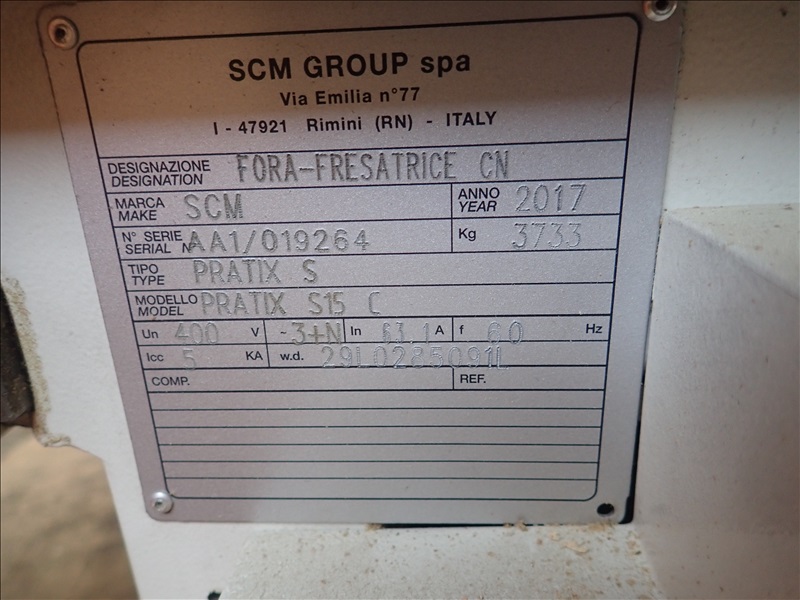 SCM GROUP spa
Via Emilia n°77
I - 47921 Rimini (RN) - ITALY
DESIGNAZIONE
DESIGNATION FORA-FRESATRICE CN
MARCA
MAKE SCM ANNO
YEAR 2017
N° SERIE
SERIAL N° AA1/019264 Kg 3733
TIPO
TYPE PRATIX S
MODELLO
MODEL PRATIX S15 C
Un 400 V ~ 3+N In 63.1 A f 60 Hz
Icc 5 KA w.d.
COMP. REF.